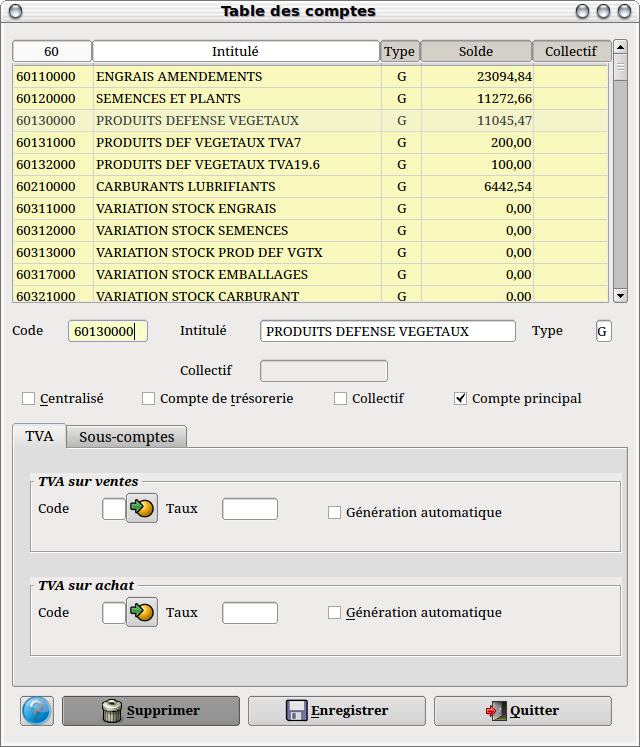 Table des comptes
60 Intitulé Type Solde Collectif
60110000 ENGRAIS AMENDEMENTS G 23094,84
60120000 SEMENCES ET PLANTS G 11272,66
60130000 PRODUITS DEFENSE VEGETAUX G 11045,47
60131000 PRODUITS DEF VEGETAUX TVA7 G 200,00
60132000 PRODUITS DEF VEGETAUX TVA19.6 G 100,00
60210000 CARBURANTS LUBRIFIANTS G 6442,54
60311000 VARIATION STOCK ENGRAIS G 0,00
60312000 VARIATION STOCK SEMENCES G 0,00
60313000 VARIATION STOCK PROD DEF VGTX G 0,00
60317000 VARIATION STOCK EMBALLAGES G 0,00
60321000 VARIATION STOCK CARBURANT G 0,00
Code 60130000 Intitulé PRODUITS DEFENSE VEGETAUX Type G
Collectif
Centralisé Compte de trésorerie Collectif Compte principal
TVA Sous-comptes
TVA sur ventes
Code Taux Génération automatique
TVA sur achat
Code Taux Génération automatique
Supprimer Enregistrer Quitter